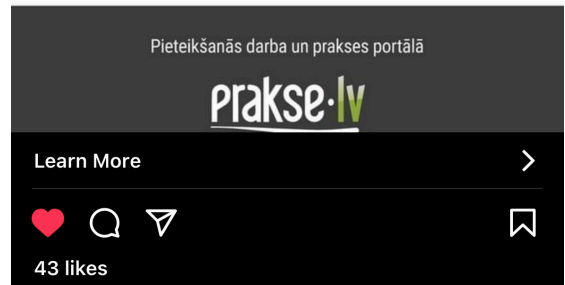 Pieteikšanās darba un prakses portālā
prakse.lv
Learn More
43 likes